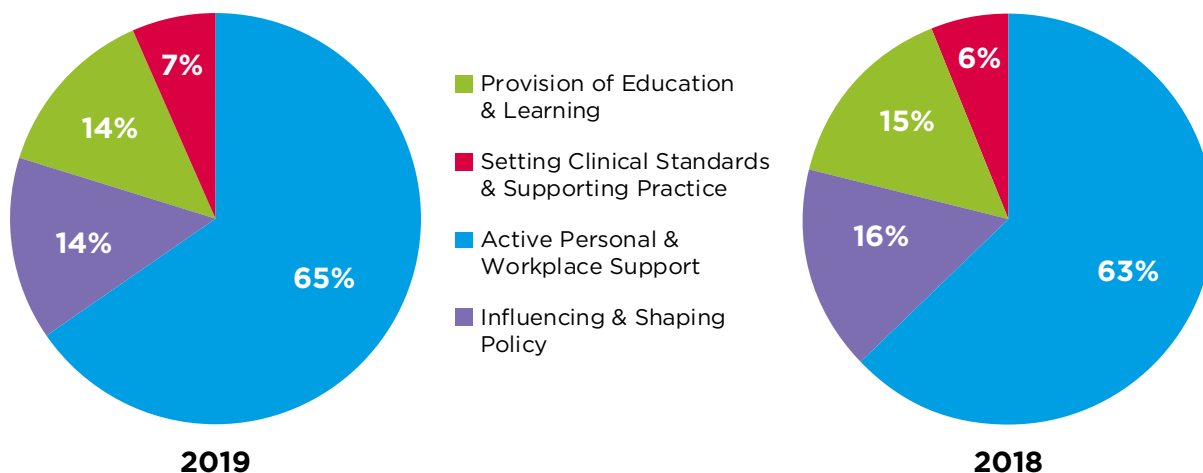 7%
14%
14%
65%
2019
Provision of Education
& Learning
Setting Clinical Standards
& Supporting Practice
Active Personal &
Workplace Support
Influencing & Shaping
Policy
6%
15%
16%
63%
2018